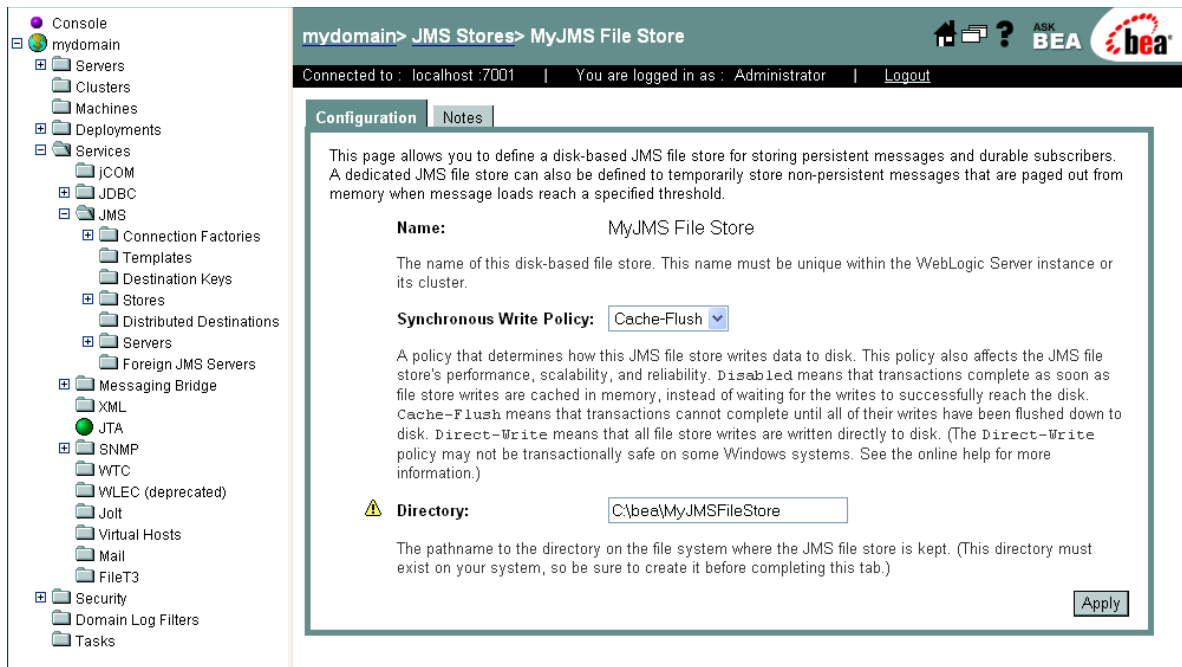 Console
mydomain
Servers
Clusters
Machines
Deployments
Services
jCOM
JDBC
JMS
Connection Factories
Templates
Destination Keys
Stores
Distributed Destinations
Servers
Foreign JMS Servers
Messaging Bridge
XML
JTA
SNMP
WTC
WLEC (deprecated)
Jolt
Virtual Hosts
Mail
FileT3
Security
Domain Log Filters
Tasks
mydomain> JMS Stores> MyJMS File Store
? ASK BEA bea
Connected to : localhost :7001 | You are logged in as : Administrator | Logout
Configuration Notes
This page allows you to define a disk-based JMS file store for storing persistent messages and durable subscribers.
A dedicated JMS file store can also be defined to temporarily store non-persistent messages that are paged out from
memory when message loads reach a specified threshold.
Name: MyJMS File Store
The name of this disk-based file store. This name must be unique within the WebLogic Server instance or
its cluster.
Synchronous Write Policy: Cache-Flush
A policy that determines how this JMS file store writes data to disk. This policy also affects the JMS file
store's performance, scalability, and reliability. Disabled means that transactions complete as soon as
file store writes are cached in memory, instead of waiting for the writes to successfully reach the disk.
Cache-Flush means that transactions cannot complete until all of their writes have been flushed down to
disk. Direct-Write means that all file store writes are written directly to disk. (The Direct-Write
policy may not be transactionally safe on some Windows systems. See the online help for more
information.)
Directory: C:\bea\MyJMSFileStore
The pathname to the directory on the file system where the JMS file store is kept. (This directory must
exist on your system, so be sure to create it before completing this tab.)
Apply